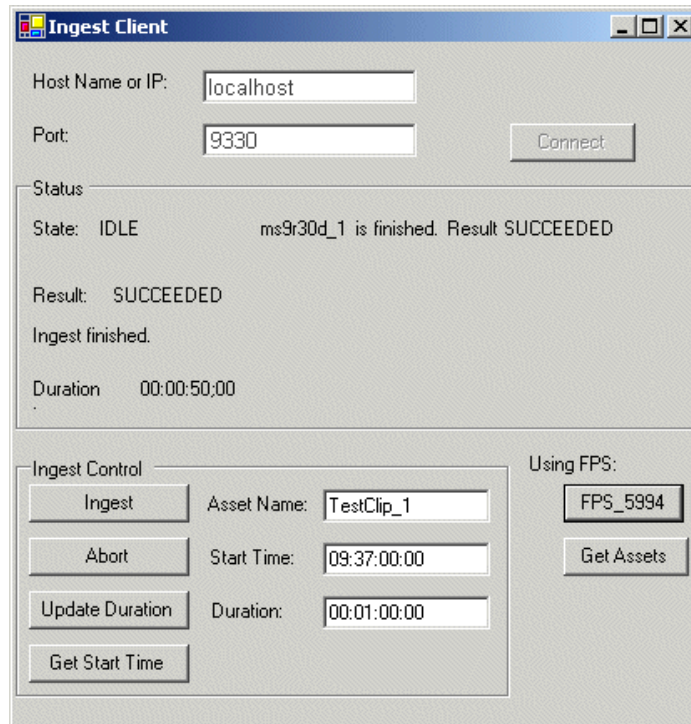 Ingest Client
Host Name or IP: localhost
Port: 9330 Connect
Status
State: IDLE ms9r30d_1 is finished. Result SUCCEEDED
Result: SUCCEEDED
Ingest finished.
Duration 00:00:50;00
Ingest Control Using FPS:
Ingest Asset Name: TestClip_1 FPS_5994
Abort Start Time: 09:37:00:00 Get Assets
Update Duration Duration: 00:01:00:00
Get Start Time